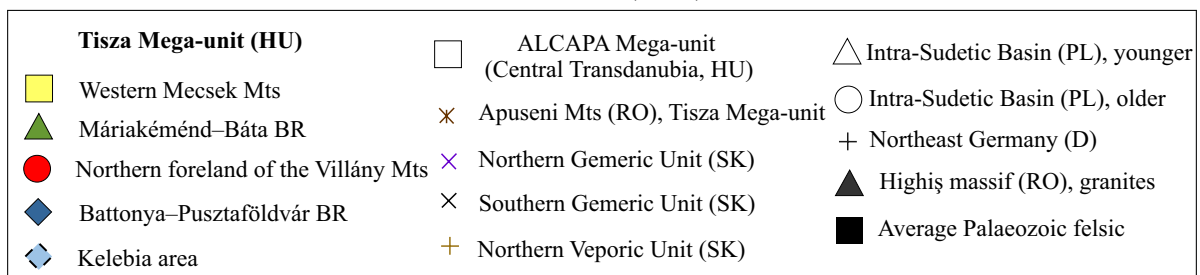 Tisza Mega-unit (HU)
Western Mecsek Mts
Máriakéménd–Báta BR
Northern foreland of the Villány Mts
Battonya–Pusztaföldvár BR
Kelebia area
ALCAPA Mega-unit
(Central Transdanubia, HU)
Apuseni Mts (RO), Tisza Mega-unit
Northern Gemeric Unit (SK)
Southern Gemeric Unit (SK)
Northern Veporic Unit (SK)
Intra-Sudetic Basin (PL), younger
Intra-Sudetic Basin (PL), older
Northeast Germany (D)
Highiş massif (RO), granites
Average Palaeozoic felsic